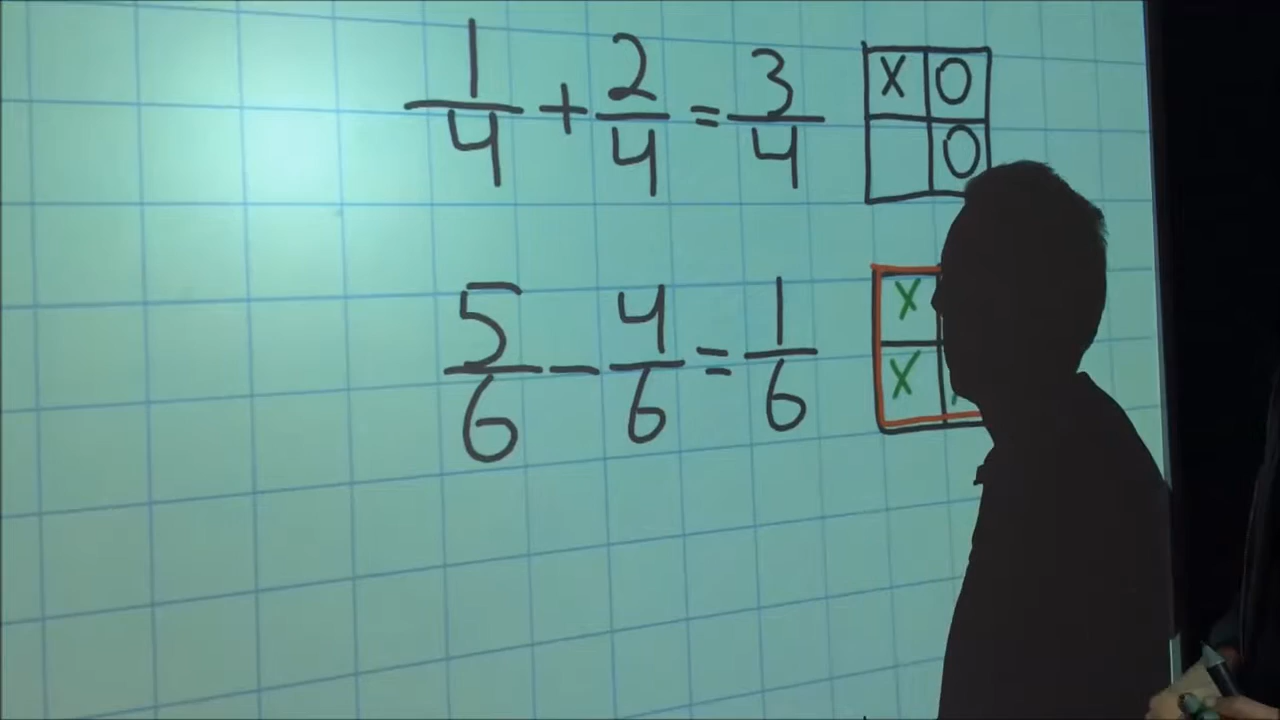 1/4 + 2/4 = 3/4
X O
O
5/6 - 4/6 = 1/6
X
X